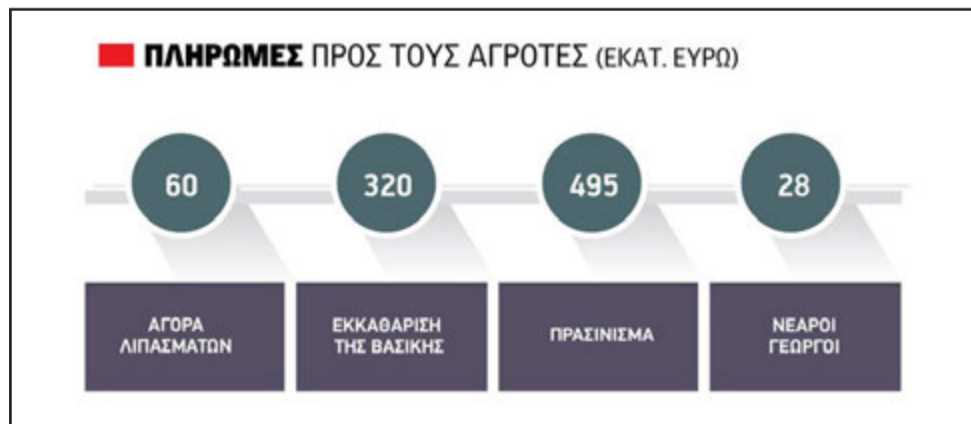 ΠΛΗΡΩΜΕΣ ΠΡΟΣ ΤΟΥΣ ΑΓΡΟΤΕΣ (ΕΚΑΤ. ΕΥΡΩ)
60
320
495
28
ΑΓΟΡΑ
ΛΙΠΑΣΜΑΤΩΝ
ΕΚΚΑΘΑΡΙΣΗ
ΤΗΣ ΒΑΣΙΚΗΣ
ΠΡΑΣΙΝΙΣΜΑ
ΝΕΑΡΟΙ
ΓΕΩΡΓΟΙ